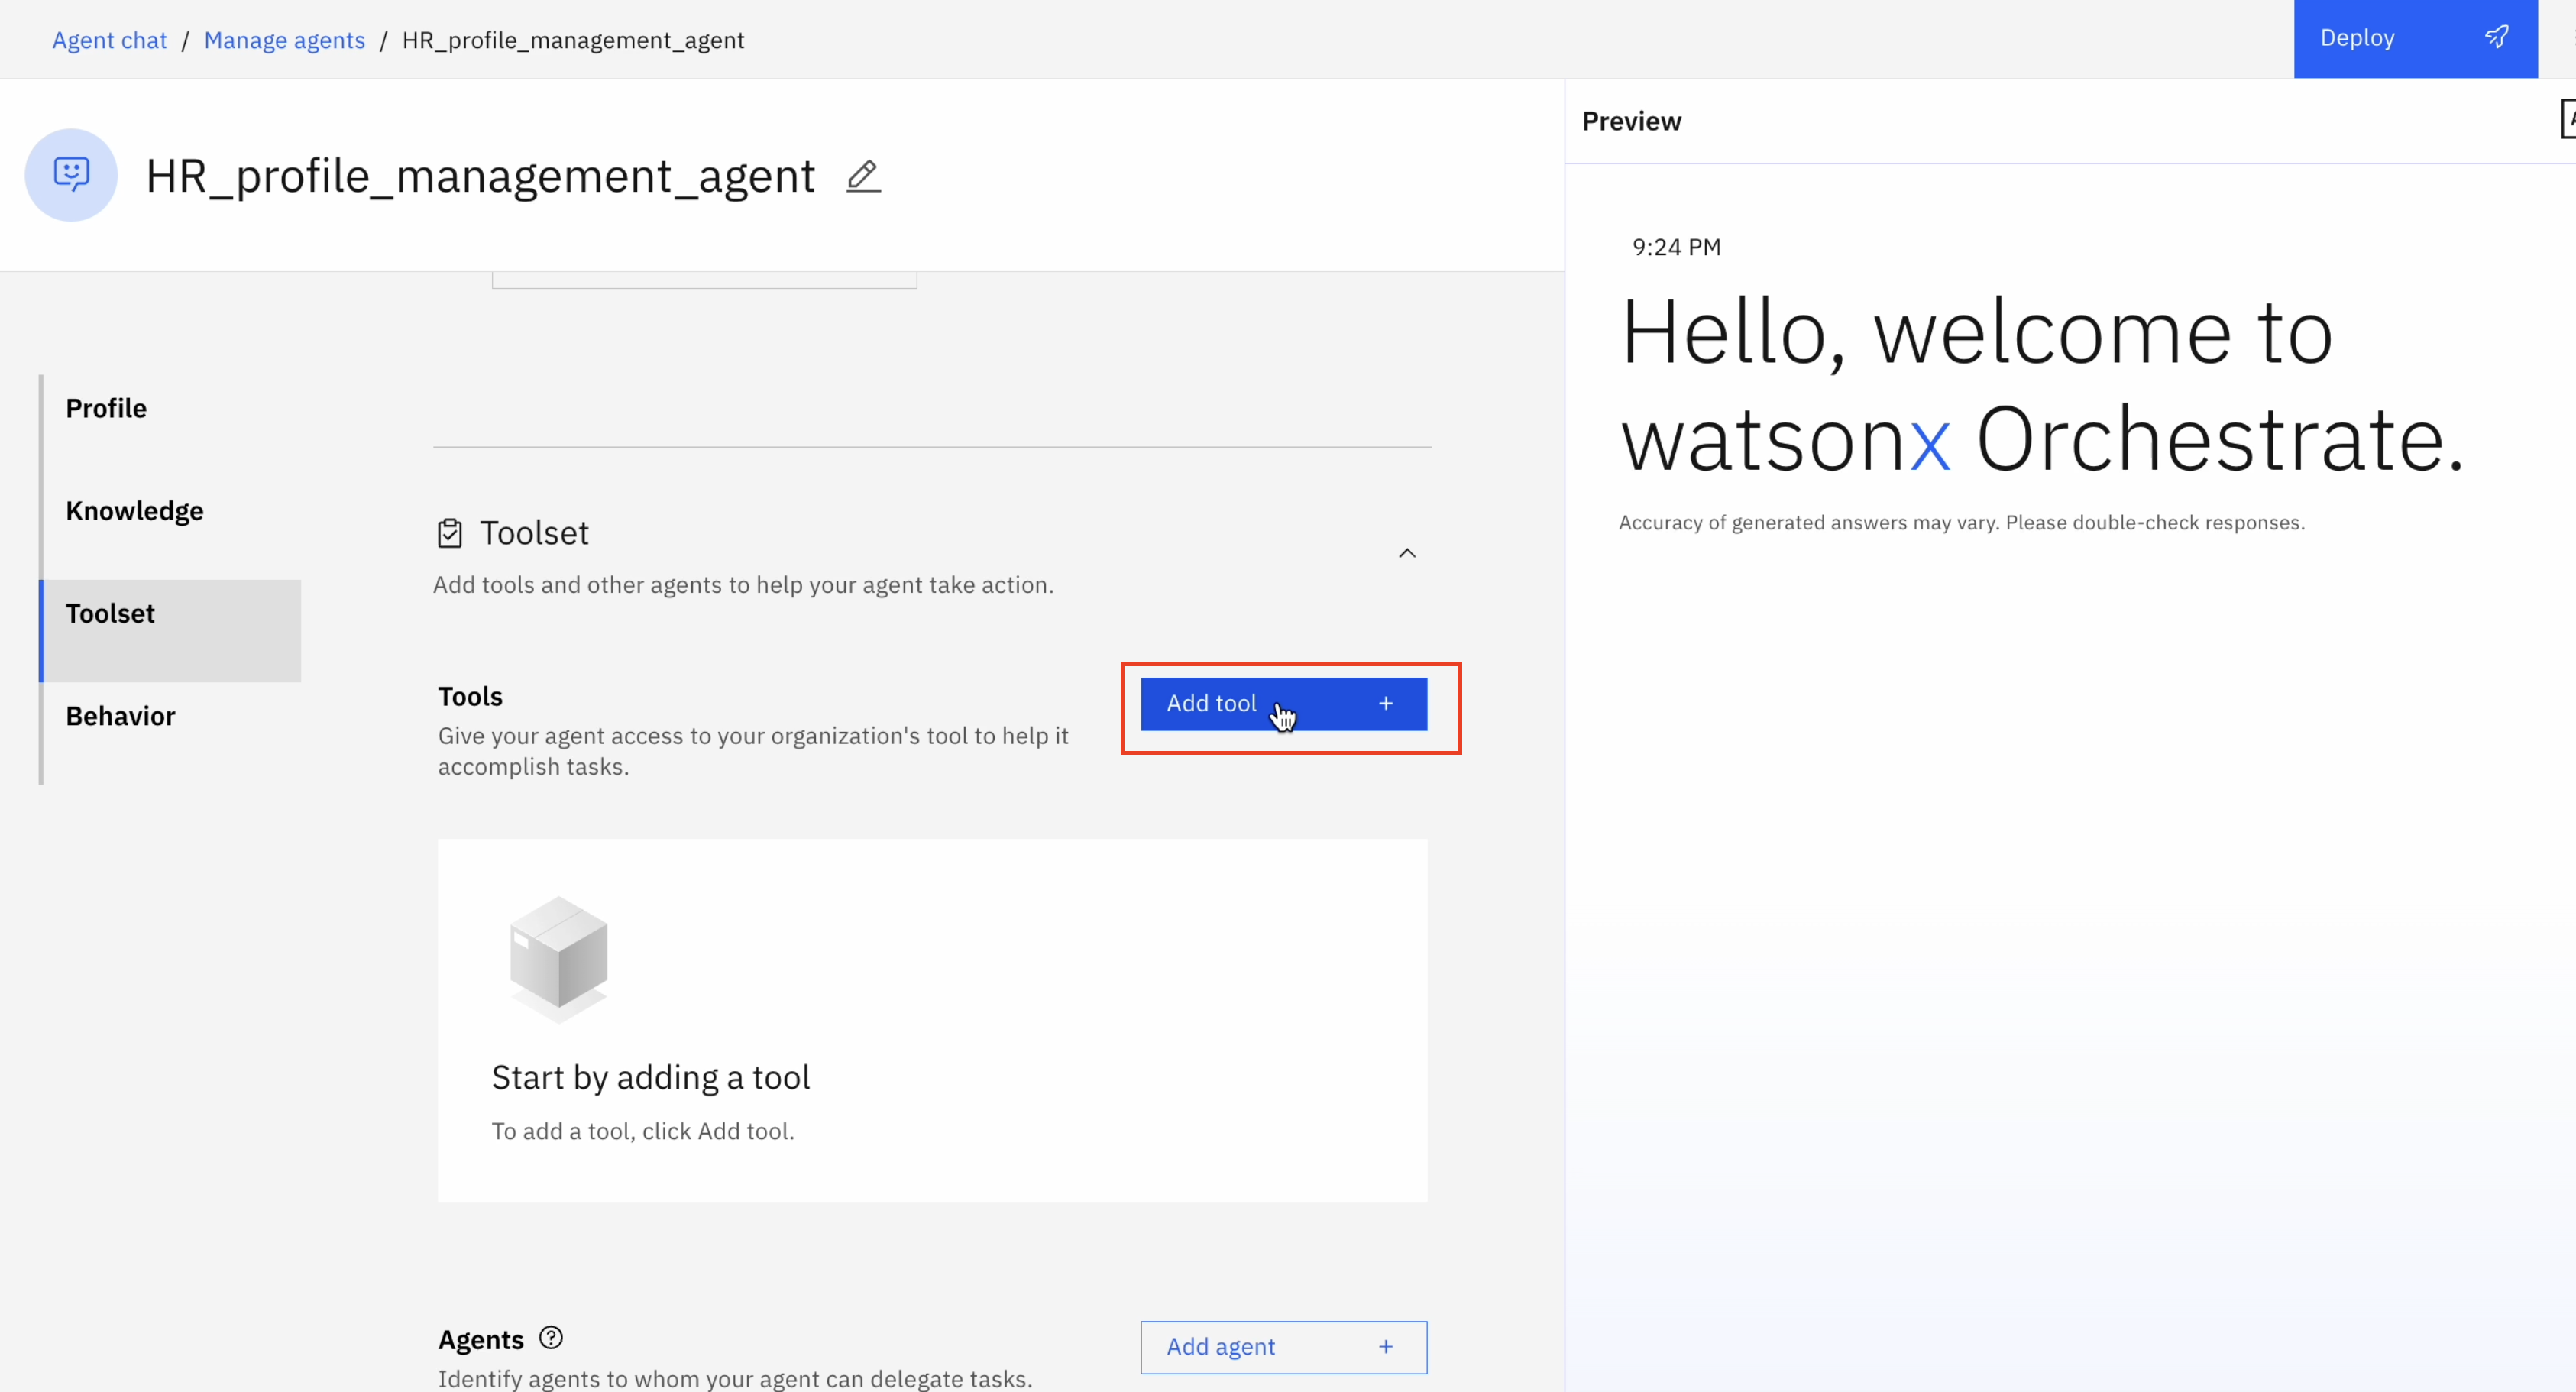 Agent chat / Manage agents / HR_profile_management_agent
Deploy
HR_profile_management_agent
Profile
Knowledge
Toolset
Behavior
Toolset
Add tools and other agents to help your agent take action.
Tools
Give your agent access to your organization's tool to help it
accomplish tasks.
Add tool +
Start by adding a tool
To add a tool, click Add tool.
Agents
Identify agents to whom your agent can delegate tasks.
Add agent +
Preview
9:24 PM
Hello, welcome to
watsonx Orchestrate.
Accuracy of generated answers may vary. Please double-check responses.